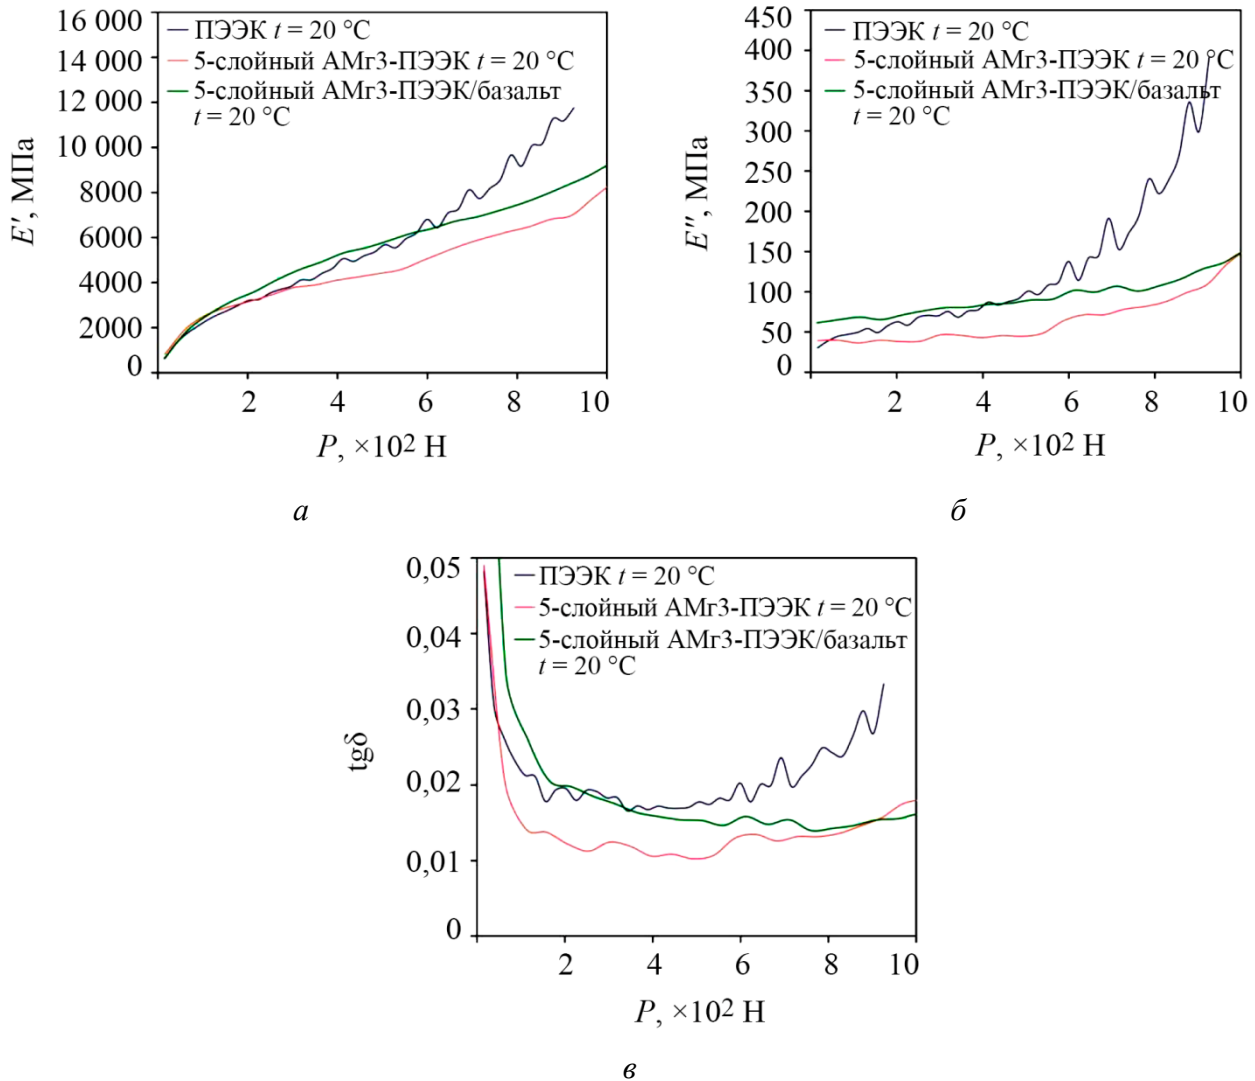 16 000
14 000
12 000
10 000
8000
6000
4000
2000
0
E′, МПа
ПЭЭК t = 20 °C
5-слойный АМг3-ПЭЭК t = 20 °C
5-слойный АМг3-ПЭЭК/базальт
t = 20 °C
2 4 6 8 10
P, ×10² Н
а
450
400
350
300
250
200
150
100
50
0
E″, МПа
ПЭЭК t = 20 °C
5-слойный АМг3-ПЭЭК t = 20 °C
5-слойный АМг3-ПЭЭК/базальт
t = 20 °C
2 4 6 8 10
P, ×10² Н
б
0,05
0,04
0,03
0,02
0,01
0
tgδ
ПЭЭК t = 20 °C
5-слойный АМг3-ПЭЭК t = 20 °C
5-слойный АМг3-ПЭЭК/базальт
t = 20 °C
2 4 6 8 10
P, ×10² Н
в